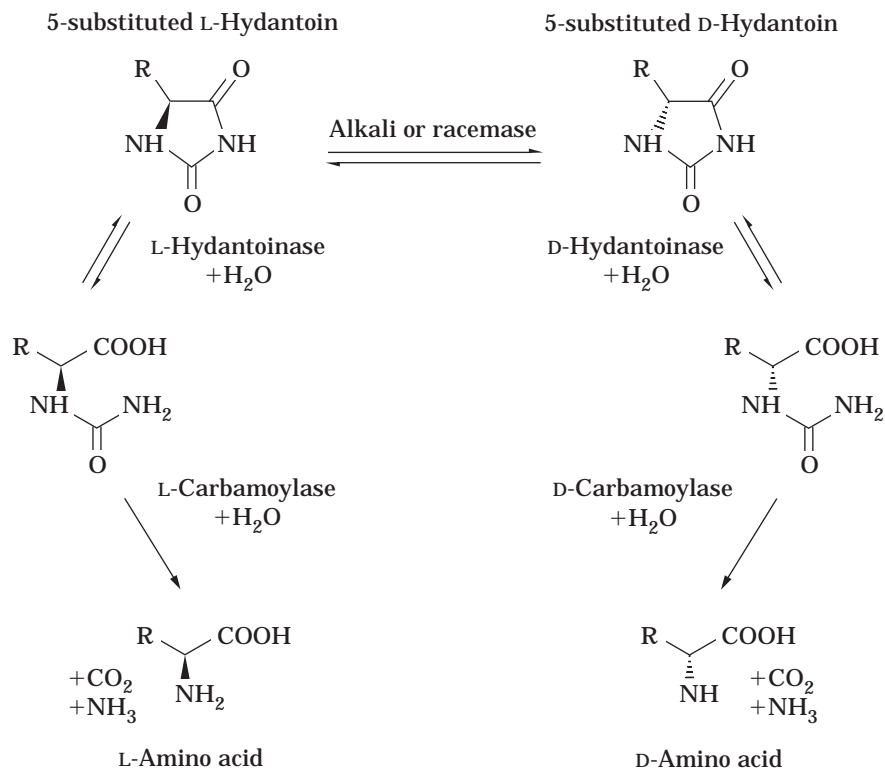 5-substituted L-Hydantoin
5-substituted D-Hydantoin
R
O
NH
NH
O
Alkali or racemase
R
O
NH
NH
O
L-Hydantoinase
+H₂O
D-Hydantoinase
+H₂O
R
COOH
NH
NH₂
O
R
COOH
NH
NH₂
O
L-Carbamoylase
+H₂O
D-Carbamoylase
+H₂O
R
COOH
+CO₂
+NH₃
NH₂
R
COOH
NH
+CO₂
+NH₃
L-Amino acid
D-Amino acid